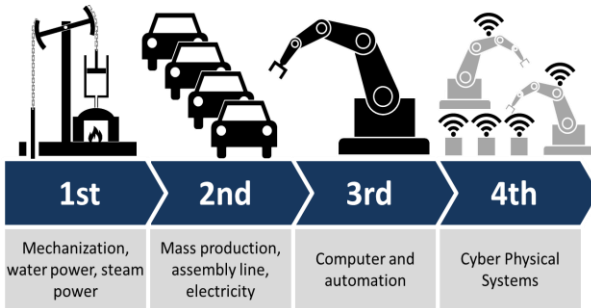 1st
2nd
3rd
4th
Mechanization,
water power, steam
power
Mass production,
assembly line,
electricity
Computer and
automation
Cyber Physical
Systems